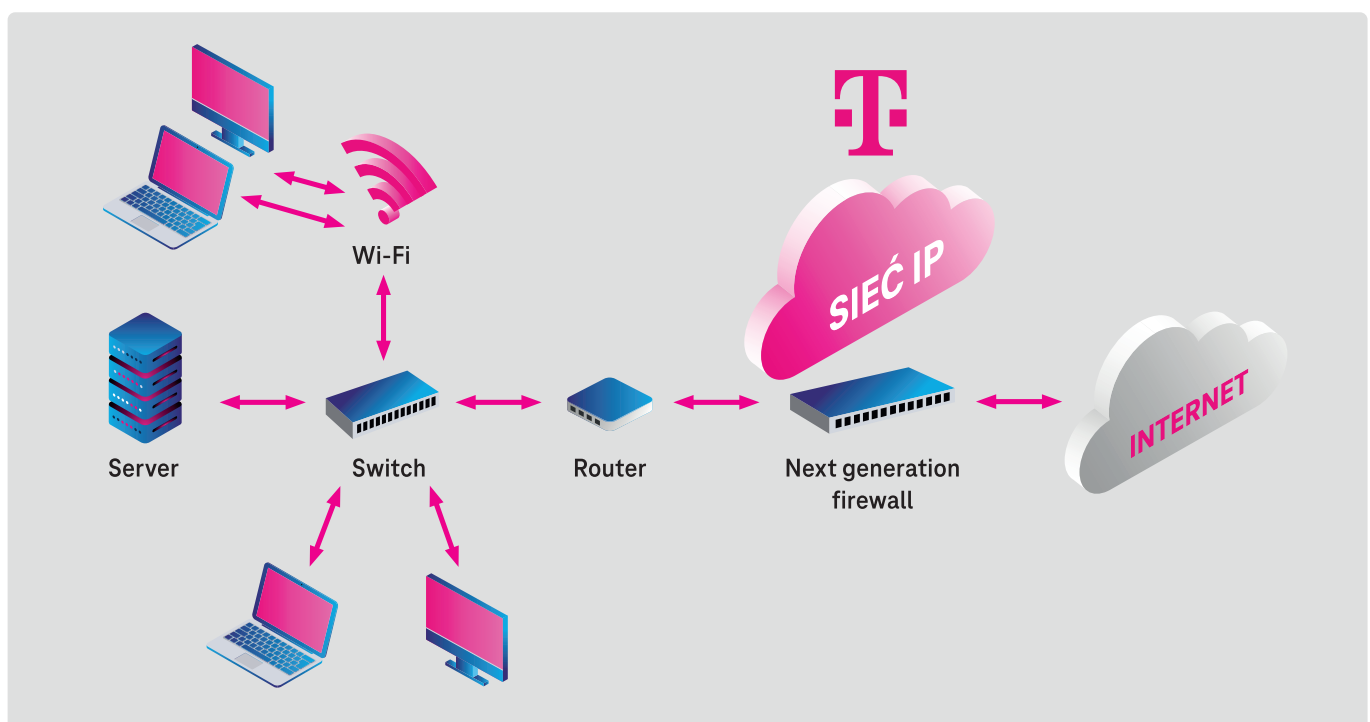 T
SIEĆ IP
Wi-Fi
INTERNET
Server
Switch
Router
Next generation
firewall